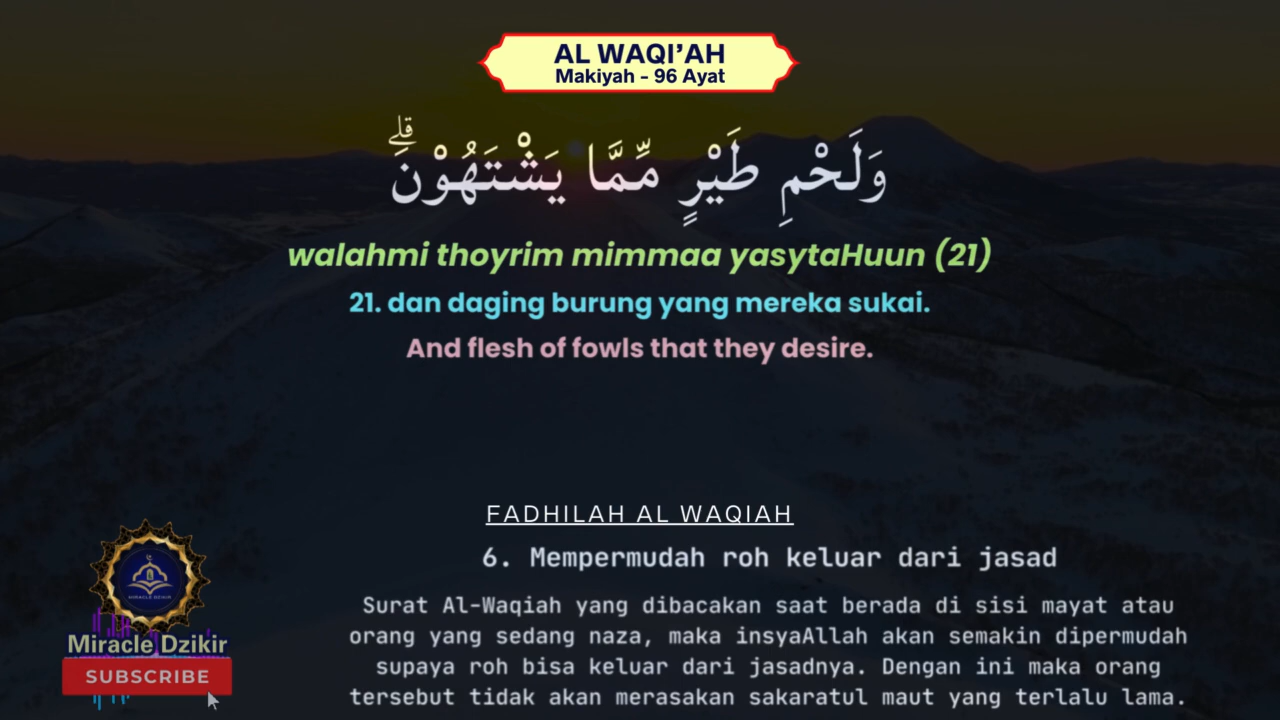 AL WAQI'AH
Makiyah - 96 Ayat
وَلَحْمِ طَيْرٍ مِّمَّا يَشْتَهُوْنَۗ
walahmi thoyrim mimmaa yasytaHuun (21)
21. dan daging burung yang mereka sukai.
And flesh of fowls that they desire.
FADHILAH AL WAQIAH
6. Mempermudah roh keluar dari jasad
Surat Al-Waqiah yang dibacakan saat berada di sisi mayat atau
orang yang sedang naza, maka insyaAllah akan semakin dipermudah
supaya roh bisa keluar dari jasadnya. Dengan ini maka orang
tersebut tidak akan merasakan sakaratul maut yang terlalu lama.
MIRACLE DZIKIR
Miracle Dzikir
SUBSCRIBE